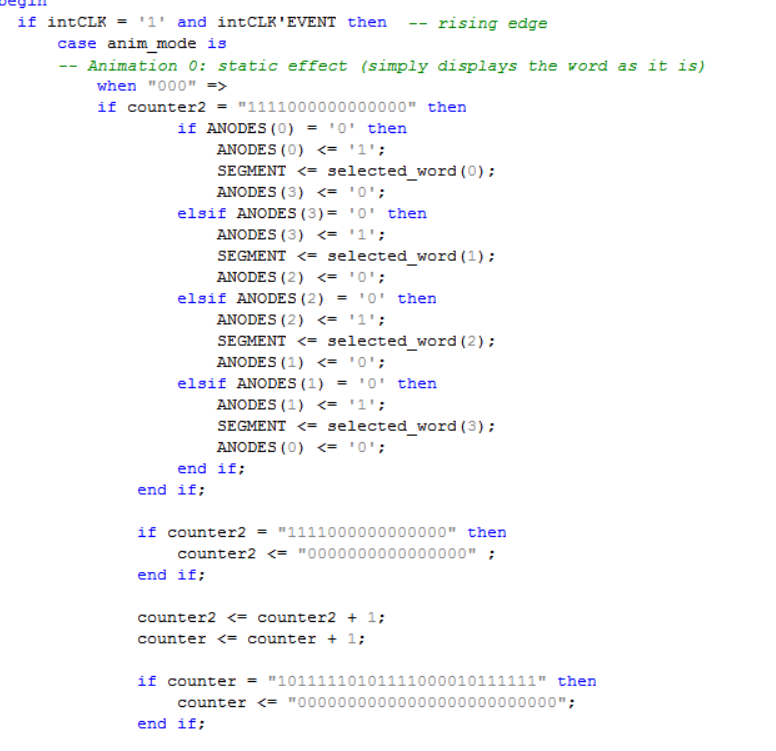 begin
if intCLK = '1' and intCLK'EVENT then -- rising edge
case anim_mode is
-- Animation 0: static effect (simply displays the word as it is)
when "000" =>
if counter2 = "1111000000000000" then
if ANODES(0) = '0' then
ANODES(0) <= '1';
SEGMENT <= selected_word(0);
ANODES(3) <= '0';
elsif ANODES(3)= '0' then
ANODES(3) <= '1';
SEGMENT <= selected_word(1);
ANODES(2) <= '0';
elsif ANODES(2) = '0' then
ANODES(2) <= '1';
SEGMENT <= selected_word(2);
ANODES(1) <= '0';
elsif ANODES(1) = '0' then
ANODES(1) <= '1';
SEGMENT <= selected_word(3);
ANODES(0) <= '0';
end if;
end if;
if counter2 = "1111000000000000" then
counter2 <= "0000000000000000" ;
end if;
counter2 <= counter2 + 1;
counter <= counter + 1;
if counter = "10111110101111000010111111" then
counter <= "00000000000000000000000000";
end if;